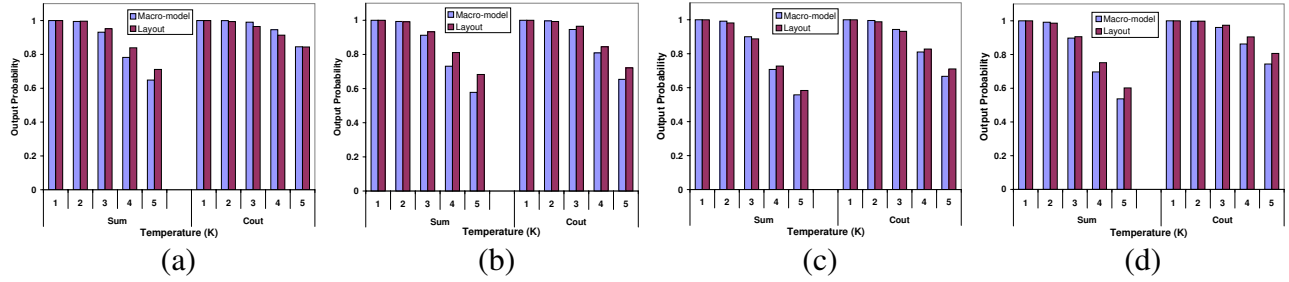 Macro-model
Layout
Output Probability
1
0.8
0.6
0.4
0.2
0
1 2 3 4 5 1 2 3 4 5
Sum Cout
Temperature (K)
(a)
Macro-model
Layout
Output Probability
1
0.8
0.6
0.4
0.2
0
1 2 3 4 5 1 2 3 4 5
Sum Cout
Temperature (K)
(b)
Macro-model
Layout
Output Probability
1
0.8
0.6
0.4
0.2
0
1 2 3 4 5 1 2 3 4 5
Sum Cout
Temperature (K)
(c)
Macro-model
Layout
Output Probability
1
0.8
0.6
0.4
0.2
0
1 2 3 4 5 1 2 3 4 5
Sum Cout
Temperature (K)
(d)